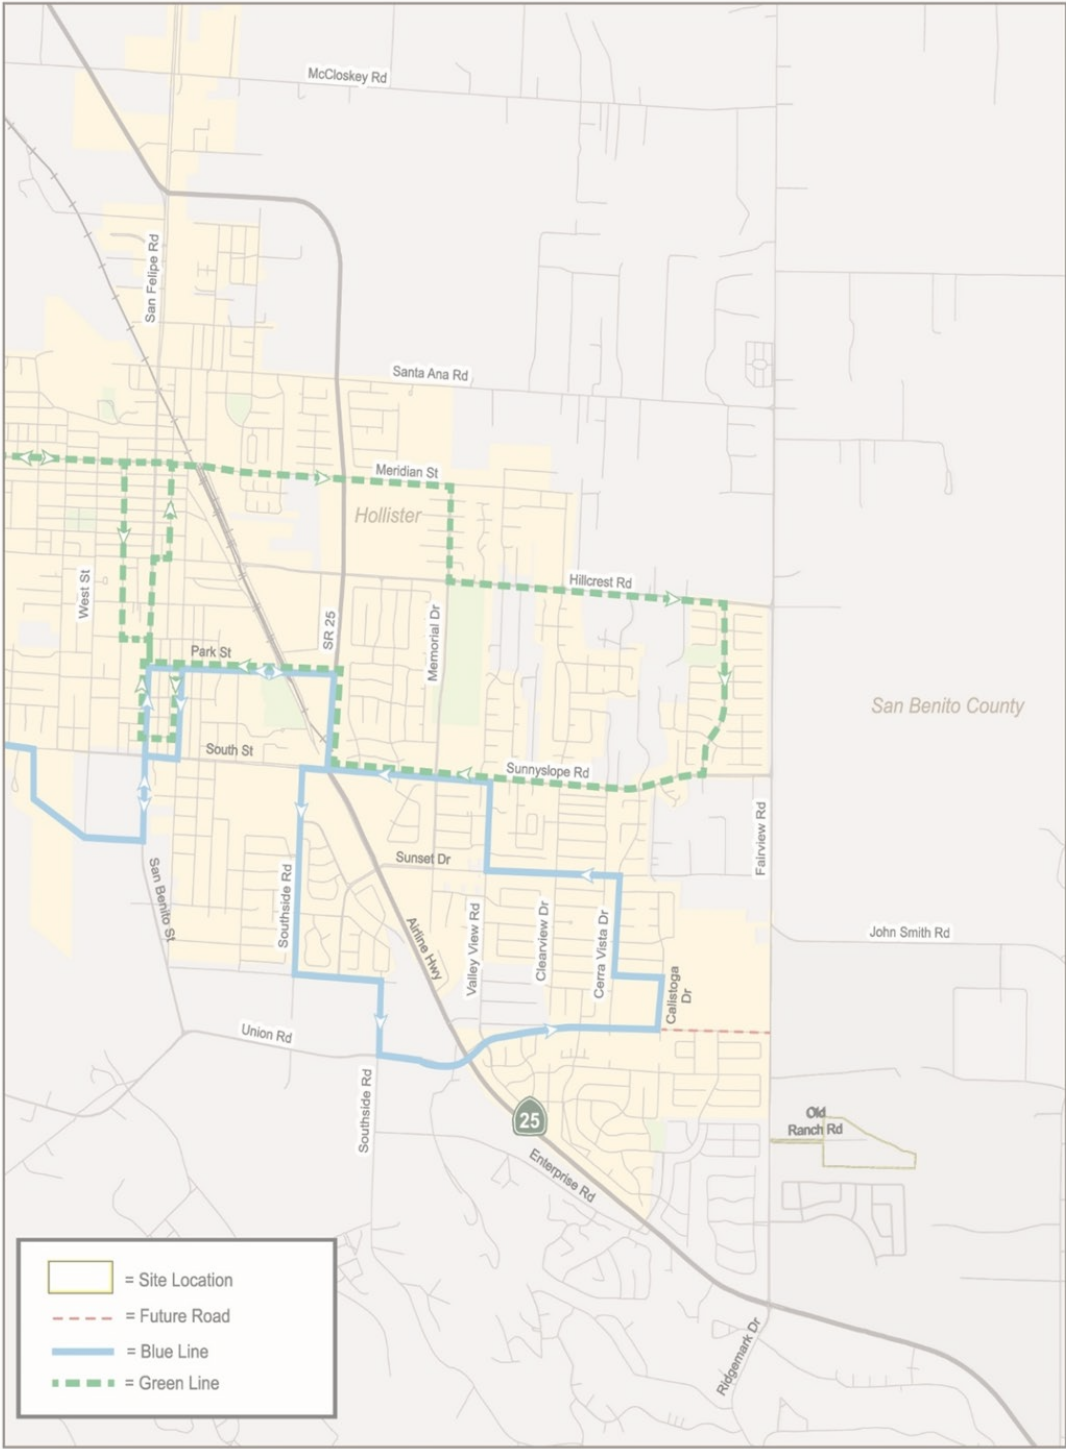 McCloskey Rd
San Felipe Rd
Santa Ana Rd
Meridian St
Hollister
Hillcrest Rd
West St
SR 25
Memorial Dr
Park St
San Benito County
South St
Sunnyslope Rd
Fairview Rd
Sunset Dr
San Benito St
Southside Rd
Airline Hwy
Valley View Rd
Clearview Dr
Cerra Vista Dr
John Smith Rd
Calistoga
Dr
Union Rd
Southside Rd
25
Old
Ranch Rd
Enterprise Rd
Ridgemark Dr
= Site Location
= Future Road
= Blue Line
= Green Line